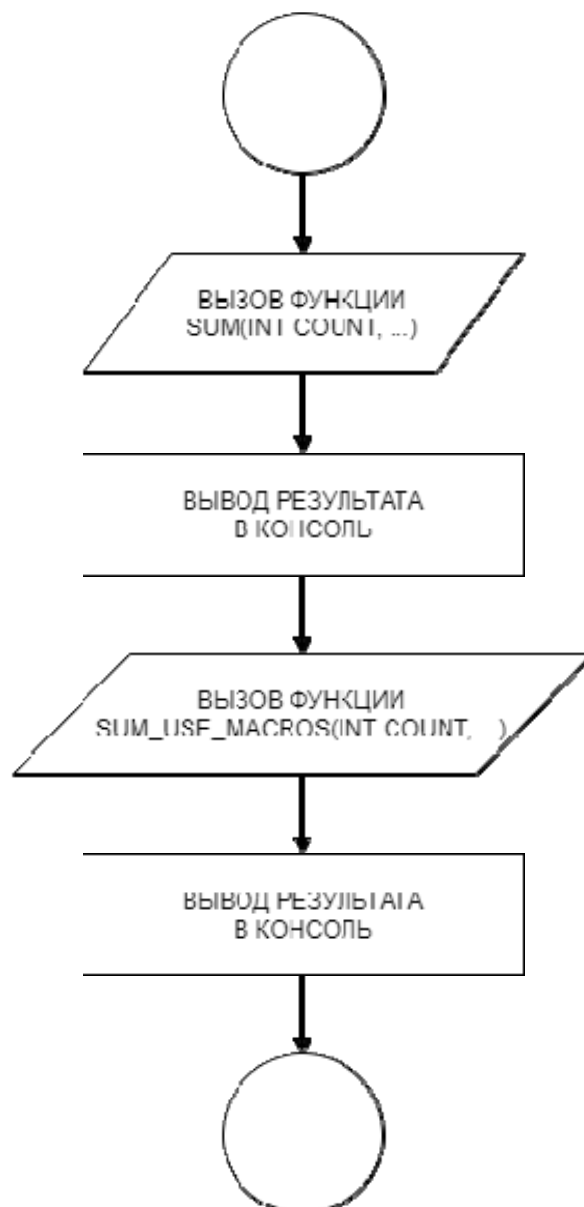 ВЫЗОВ ФУНКЦИИ
SUM(INT COUNT, ...)
ВЫВОД РЕЗУЛЬТАТА
В КОНСОЛЬ
ВЫЗОВ ФУНКЦИИ
SUM_USE_MACROS(INT COUNT, ...)
ВЫВОД РЕЗУЛЬТАТА
В КОНСОЛЬ